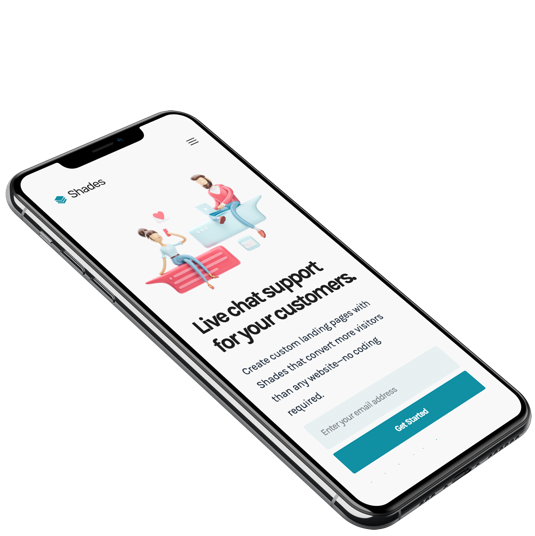 Shades
Live chat support
for your customers.
Create custom landing pages with
Shades that convert more visitors
than any website—no coding
required.
Enter your email address
Get Started